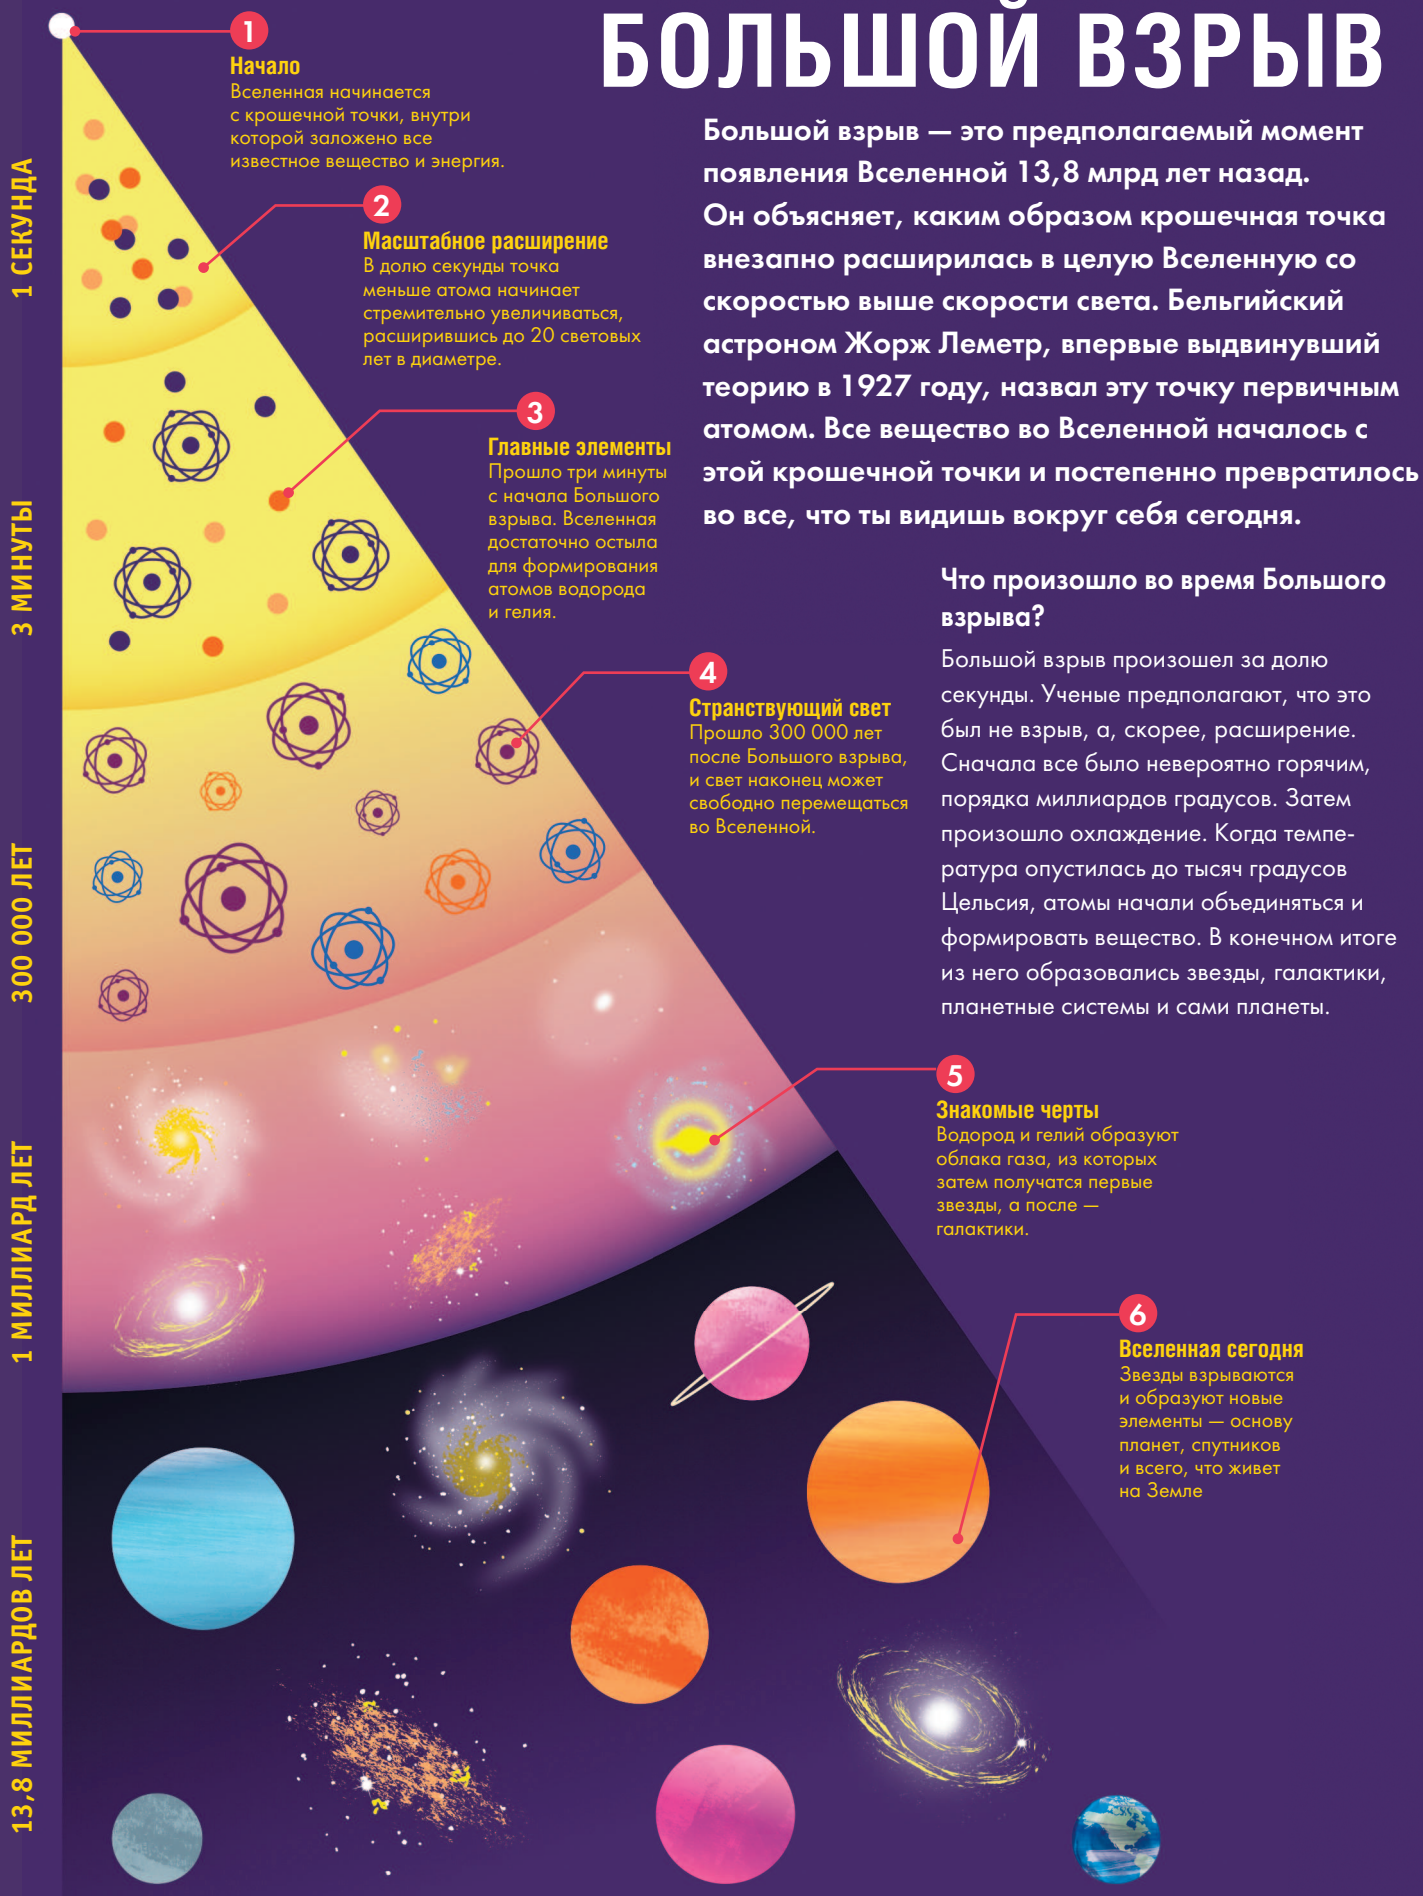 БОЛЬШОЙ ВЗРЫВ
Большой взрыв — это предполагаемый момент
появления Вселенной 13,8 млрд лет назад.
Он объясняет, каким образом крошечная точка
внезапно расширилась в целую Вселенную со
скоростью выше скорости света. Бельгийский
астроном Жорж Леметр, впервые выдвинувший
теорию в 1927 году, назвал эту точку первичным
атомом. Все вещество во Вселенной началось с
этой крошечной точки и постепенно превратилось
во все, что ты видишь вокруг себя сегодня.
Что произошло во время Большого
взрыва?
Большой взрыв произошел за долю
секунды. Ученые предполагают, что это
был не взрыв, а, скорее, расширение.
Сначала все было невероятно горячим,
порядка миллиардов градусов. Затем
произошло охлаждение. Когда темпе-
ратура опустилась до тысяч градусов
Цельсия, атомы начали объединяться и
формировать вещество. В конечном итоге
из него образовались звезды, галактики,
планетные системы и сами планеты.
1
Начало
Вселенная начинается
с крошечной точки, внутри
которой заложено все
известное вещество и энергия.
2
Масштабное расширение
В долю секунды точка
меньше атома начинает
стремительно увеличиваться,
расширившись до 20 световых
лет в диаметре.
3
Главные элементы
Прошло три минуты
с начала Большого
взрыва. Вселенная
достаточно остыла
для формирования
атомов водорода
и гелия.
4
Странствующий свет
Прошло 300 000 лет
после Большого взрыва,
и свет наконец может
свободно перемещаться
во Вселенной.
5
Знакомые черты
Водород и гелий образуют
облака газа, из которых
затем получатся первые
звезды, а после —
галактики.
6
Вселенная сегодня
Звезды взрываются
и образуют новые
элементы — основу
планет, спутников
и всего, что живет
на Земле
1 СЕКУНДА
3 МИНУТЫ
300 000 ЛЕТ
1 МИЛЛИАРД ЛЕТ
13,8 МИЛЛИАРДОВ ЛЕТ